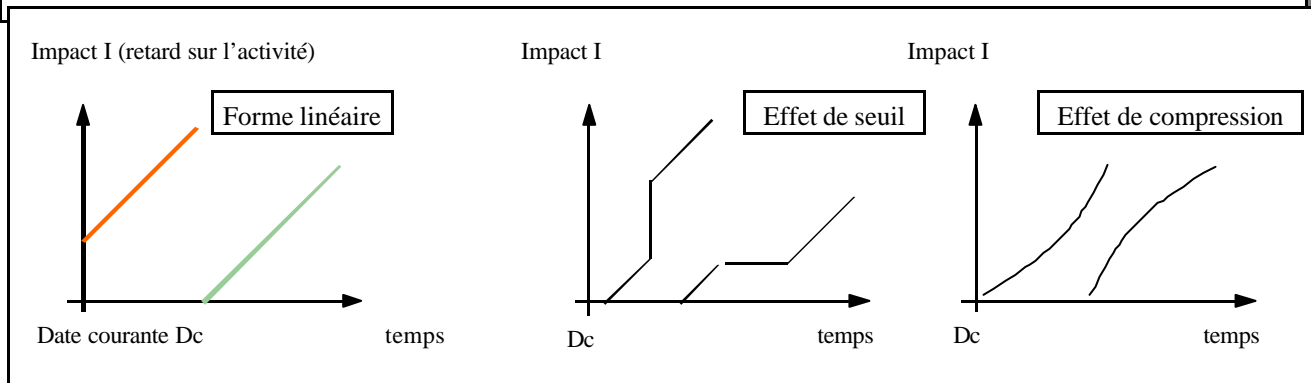 Impact I (retard sur l’activité)
Forme linéaire
Date courante Dc
temps
Impact I
Effet de seuil
Dc
temps
Impact I
Effet de compression
Dc
temps